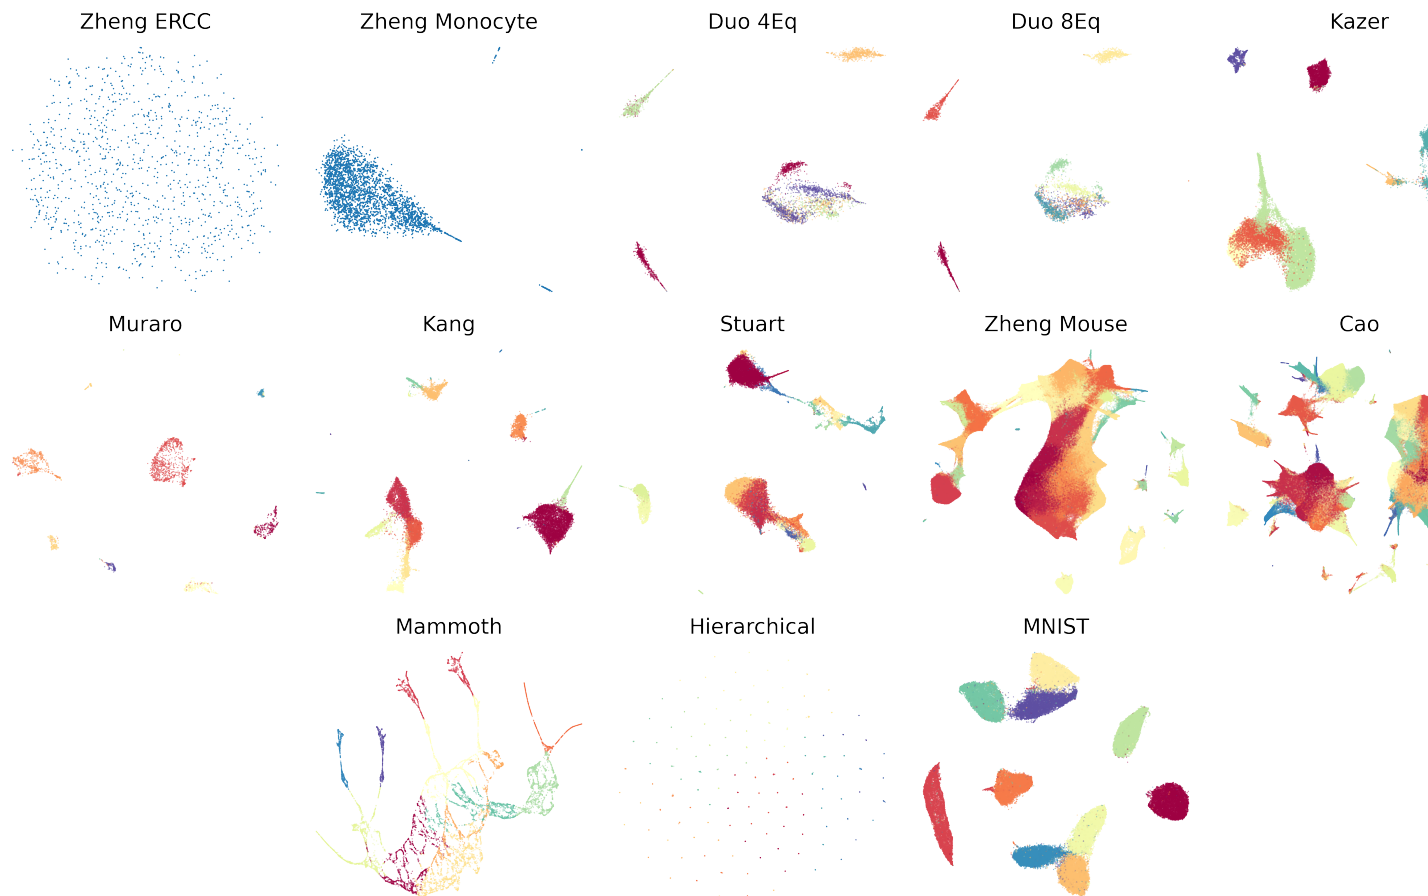 Zheng ERCC
Zheng Monocyte
Duo 4Eq
Duo 8Eq
Kazer
Muraro
Kang
Stuart
Zheng Mouse
Cao
Mammoth
Hierarchical
MNIST